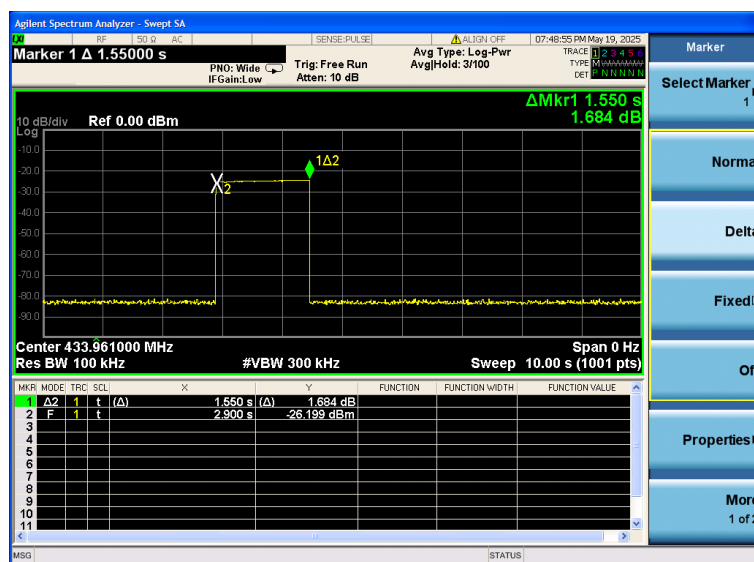 Agilent Spectrum Analyzer - Swept SA
LXI RF 50 Ω AC SENSE:PULSE ALIGN OFF 07:48:55 PM May 19, 2025
Marker 1 Δ 1.55000 s
PNO: Wide
IFGain:Low
Trig: Free Run
Atten: 10 dB
Avg Type: Log-Pwr
Avg|Hold: 3/100
TRACE 1 2 3 4 5 6
TYPE M WWWWW
DET P N N N N N
ΔMkr1 1.550 s
1.684 dB
10 dB/div Ref 0.00 dBm
Log
-10.0
-20.0
-30.0
-40.0
-50.0
-60.0
-70.0
-80.0
-90.0
1Δ2
2
Center 433.961000 MHz
Res BW 100 kHz
#VBW 300 kHz
Span 0 Hz
Sweep 10.00 s (1001 pts)
MKR MODE TRC SCL X Y FUNCTION FUNCTION WIDTH FUNCTION VALUE
1 Δ2 1 t (Δ) 1.550 s (Δ) 1.684 dB
2 F 1 t 2.900 s -26.199 dBm
3
4
5
6
7
8
9
10
11
MSG STATUS
Marker
Select Marker
1
Norma
Delta
Fixed
Of
Properties
More
1 of 2